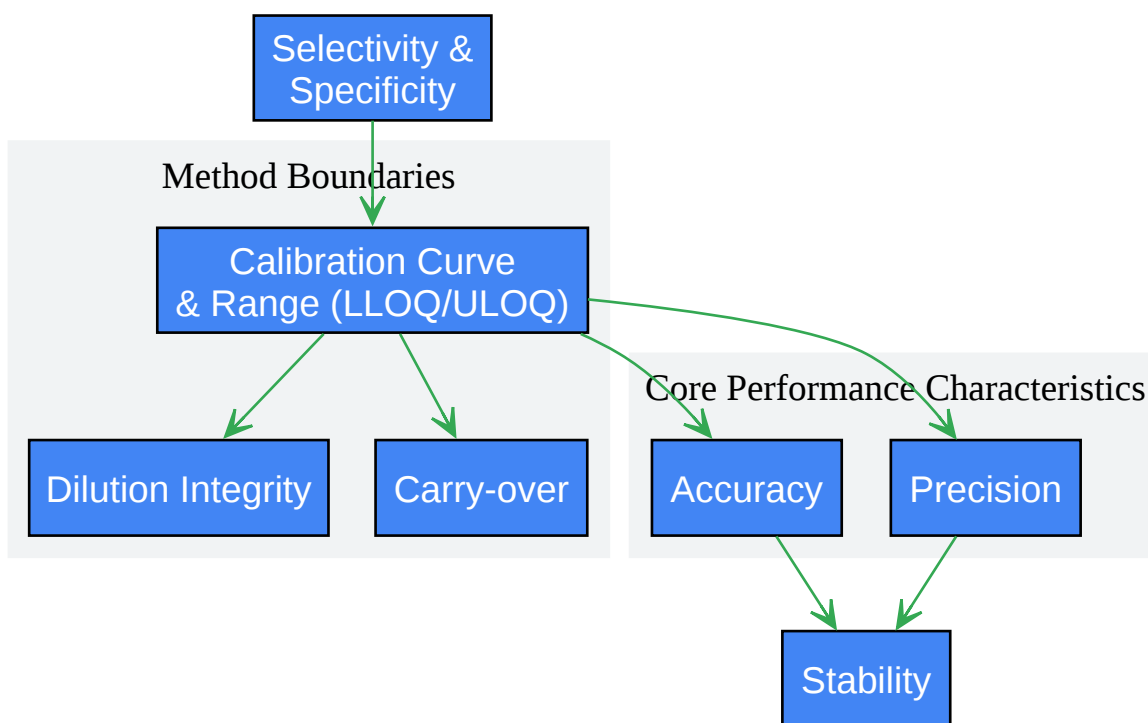 Selectivity &
Specificity
Method Boundaries
Calibration Curve
& Range (LLOQ/ULOQ)
Core Performance Characteristics
Dilution Integrity
Carry-over
Accuracy
Precision
Stability